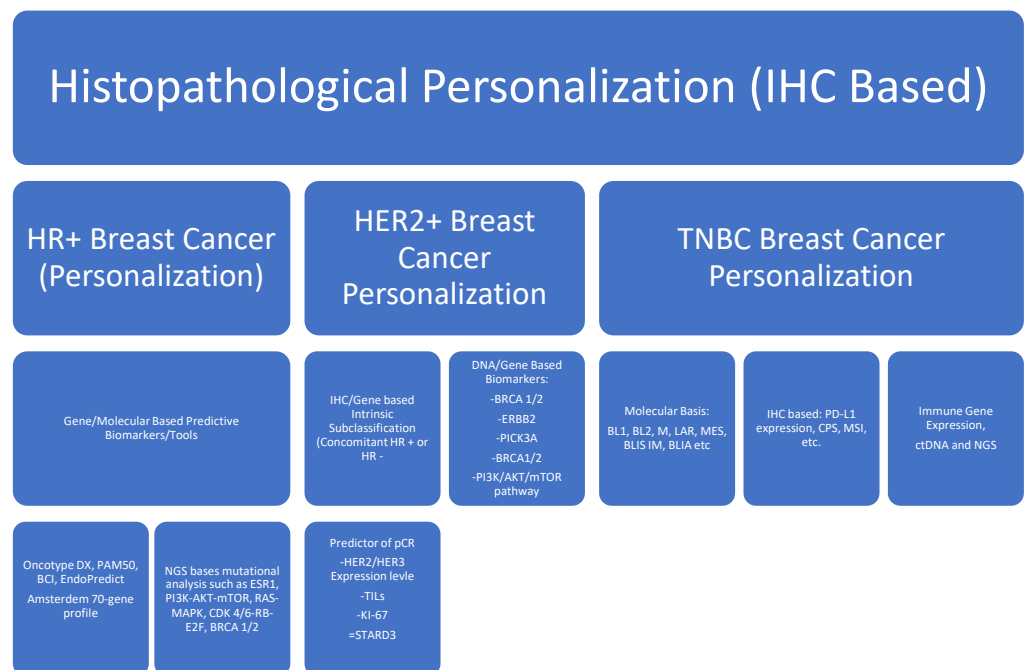 Histopathological Personalization (IHC Based)
HR+ Breast Cancer
(Personalization)
HER2+ Breast
Cancer
Personalization
TNBC Breast Cancer
Personalization
Gene/Molecular Based Predictive
Biomarkers/Tools
IHC/Gene based
Intrinsic
Subclassification
(Concomitant HR + or
HR -
DNA/Gene Based
Biomarkers:
-BRCA 1/2
-ERBB2
-PICK3A
-BRCA1/2
-PI3K/AKT/mTOR
pathway
Molecular Basis:
BL1, BL2, M, LAR, MES,
BLIS IM, BLIA etc
IHC based: PD-L1
expression, CPS, MSI,
etc.
Immune Gene
Expression,
ctDNA and NGS
Oncotype DX, PAM50,
BCI, EndoPredict
Amsterdem 70-gene
profile
NGS bases mutational
analysis such as ESR1,
PI3K-AKT-mTOR, RAS-
MAPK, CDK 4/6-RB-
E2F, BRCA 1/2
Predictor of pCR
-HER2/HER3
Expression levle
-TILs
-KI-67
=STARD3